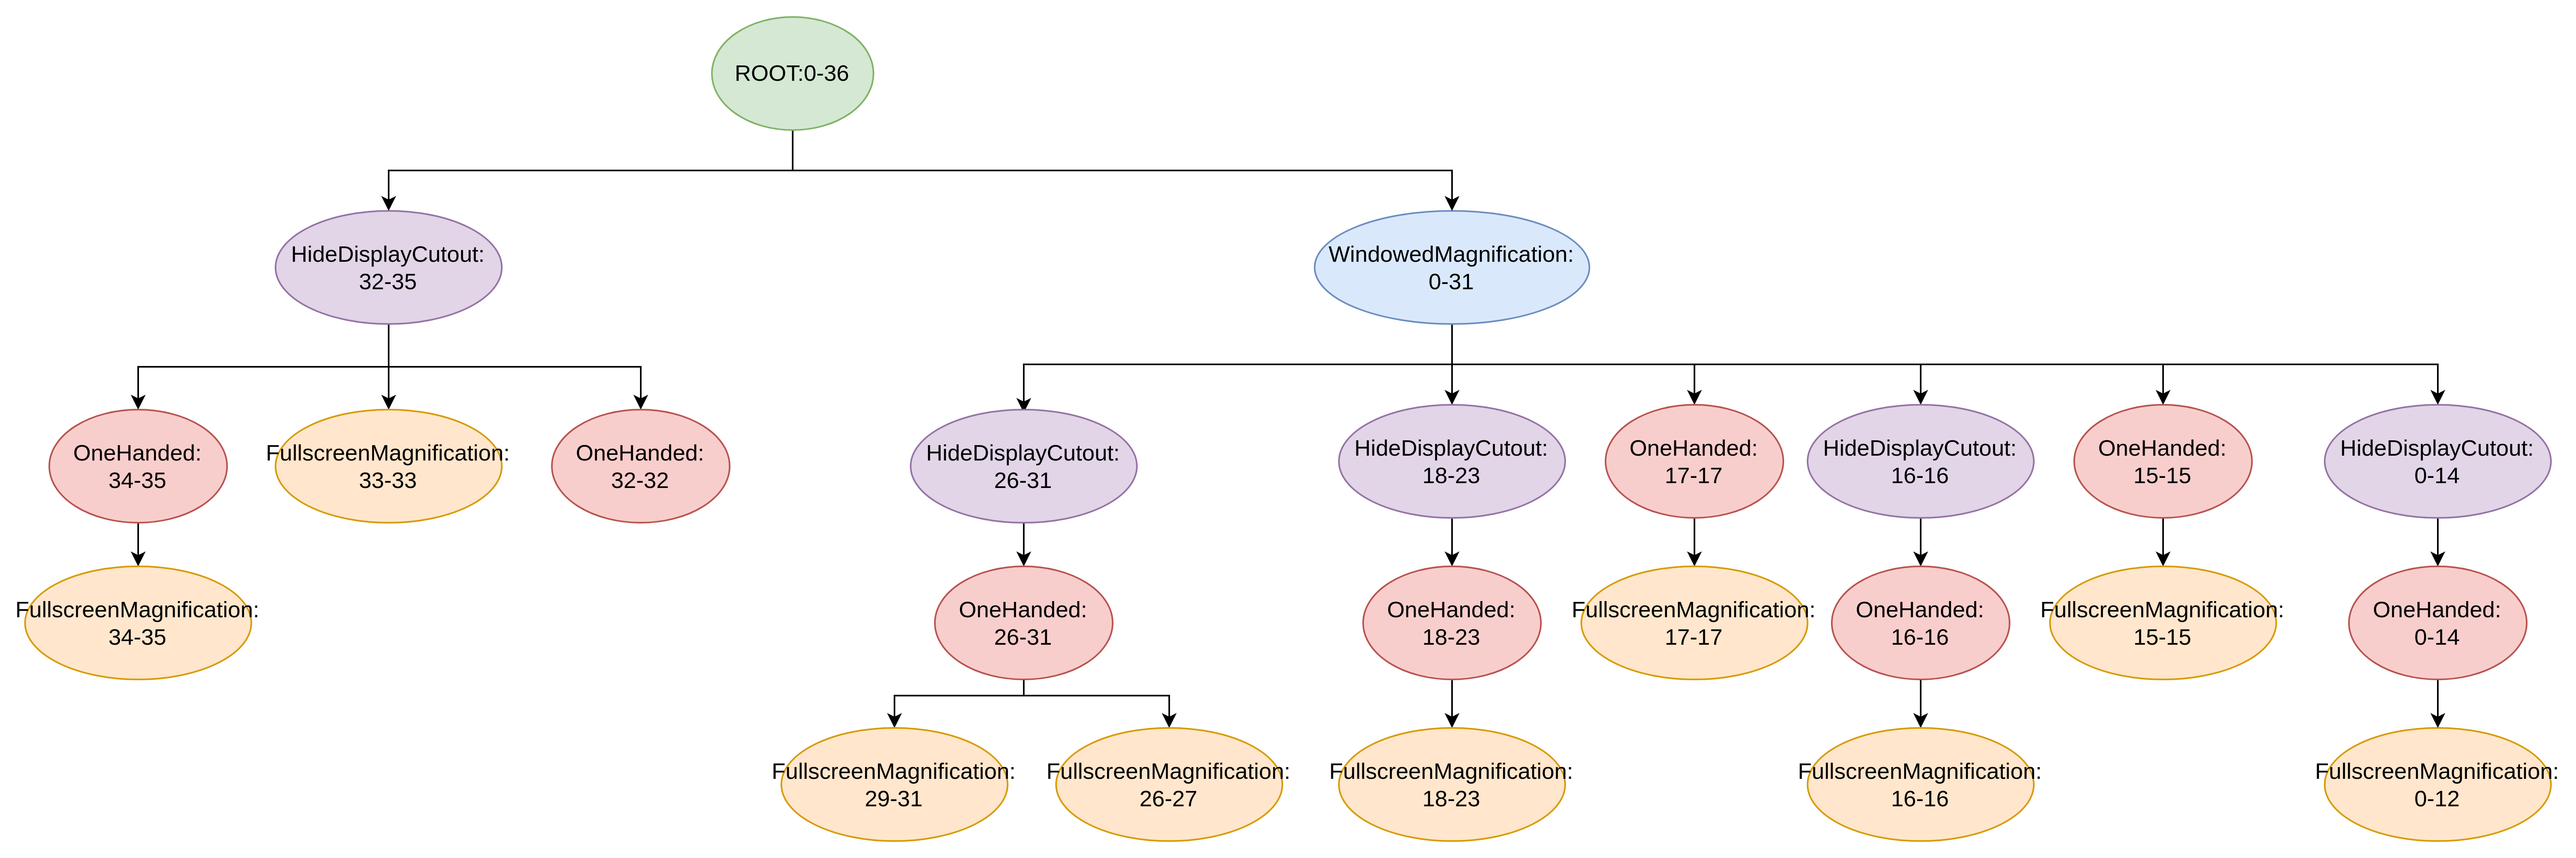 ROOT:0-36
HideDisplayCutout:
32-35
WindowedMagnification:
0-31
OneHanded:
34-35
FullscreenMagnification:
33-33
OneHanded:
32-32
HideDisplayCutout:
26-31
HideDisplayCutout:
18-23
OneHanded:
17-17
HideDisplayCutout:
16-16
OneHanded:
15-15
HideDisplayCutout:
0-14
FullscreenMagnification:
34-35
OneHanded:
26-31
OneHanded:
18-23
FullscreenMagnification:
17-17
OneHanded:
16-16
FullscreenMagnification:
15-15
OneHanded:
0-14
FullscreenMagnification:
29-31
FullscreenMagnification:
26-27
FullscreenMagnification:
18-23
FullscreenMagnification:
16-16
FullscreenMagnification:
0-12